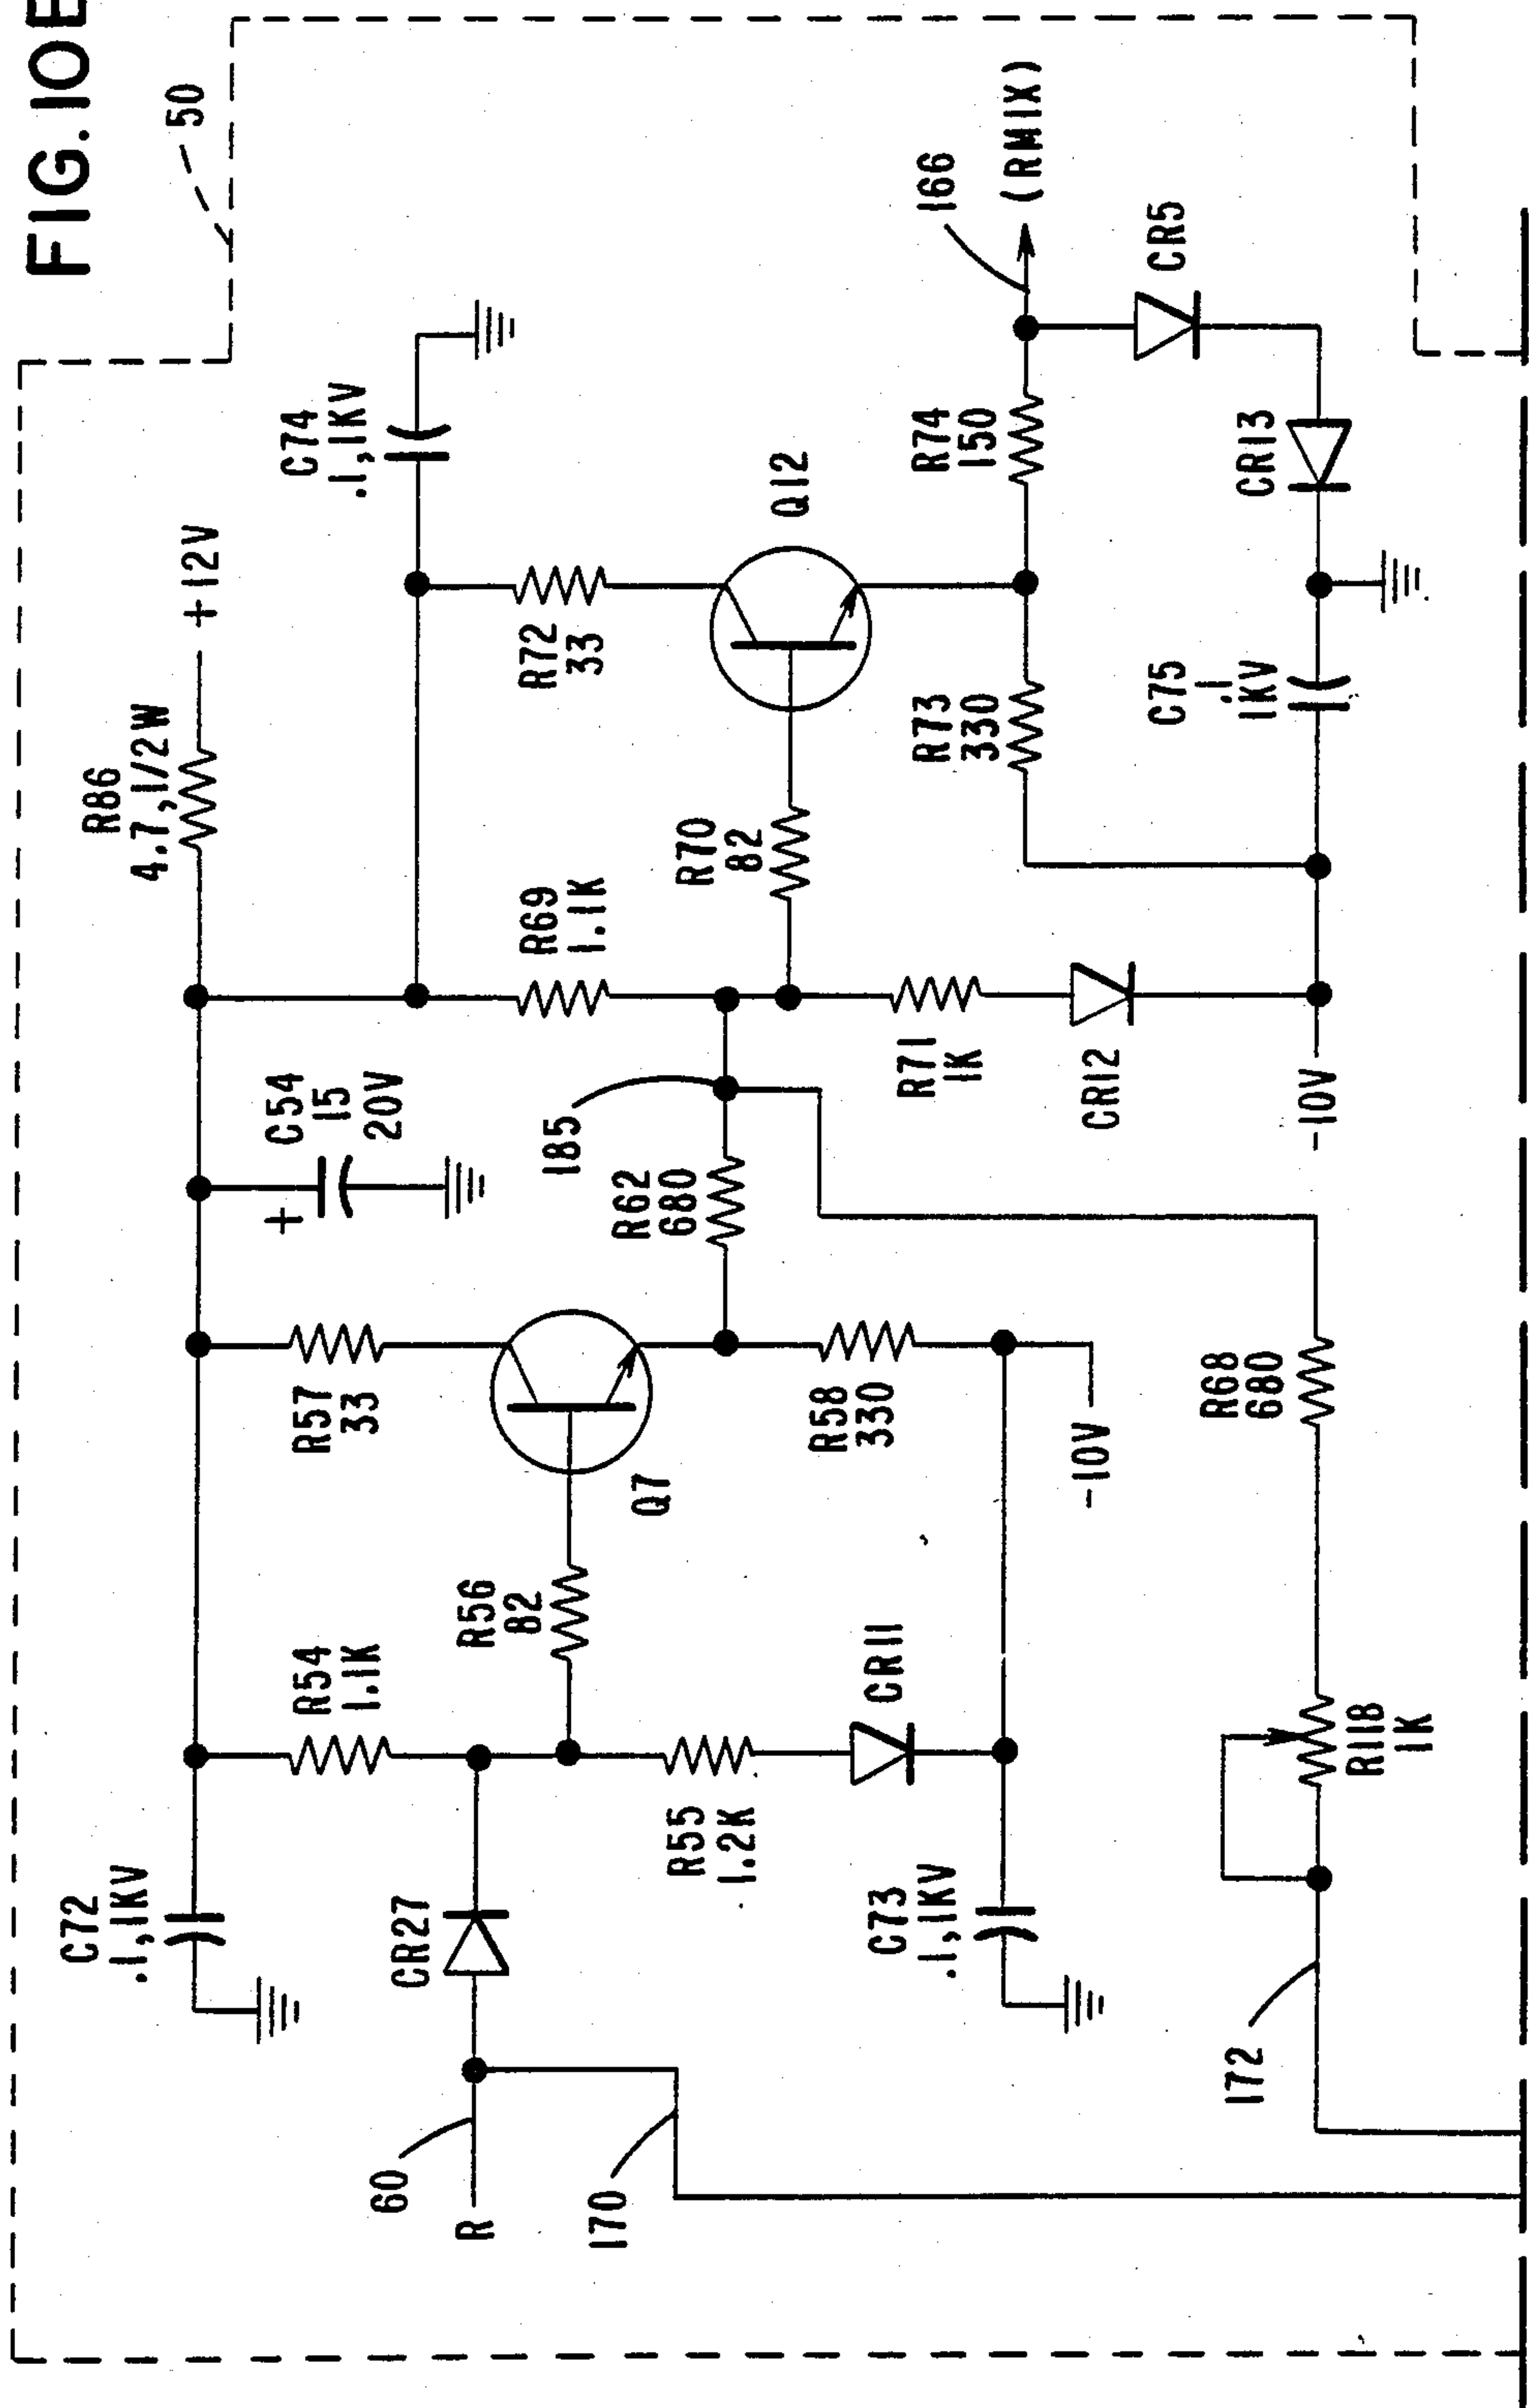 FIG. 10E
50
R86
4.7, 1/2W
+12V
C74
.1, 1KV
C72
.1, 1KV
R54
1.1K
R57
33
C54
15
20V
+
R69
1.1K
R72
33
Q12
166
(RMIX)
60
R
CR27
R56
82
Q7
185
R62
680
R70
82
R73
330
R74
150
CR5
170
R55
1.2K
CR11
R58
330
R71
1K
CR12
C75
.1
1KV
CR13
C73
.1, 1KV
-10V
-10V
172
R118
1K
R68
680